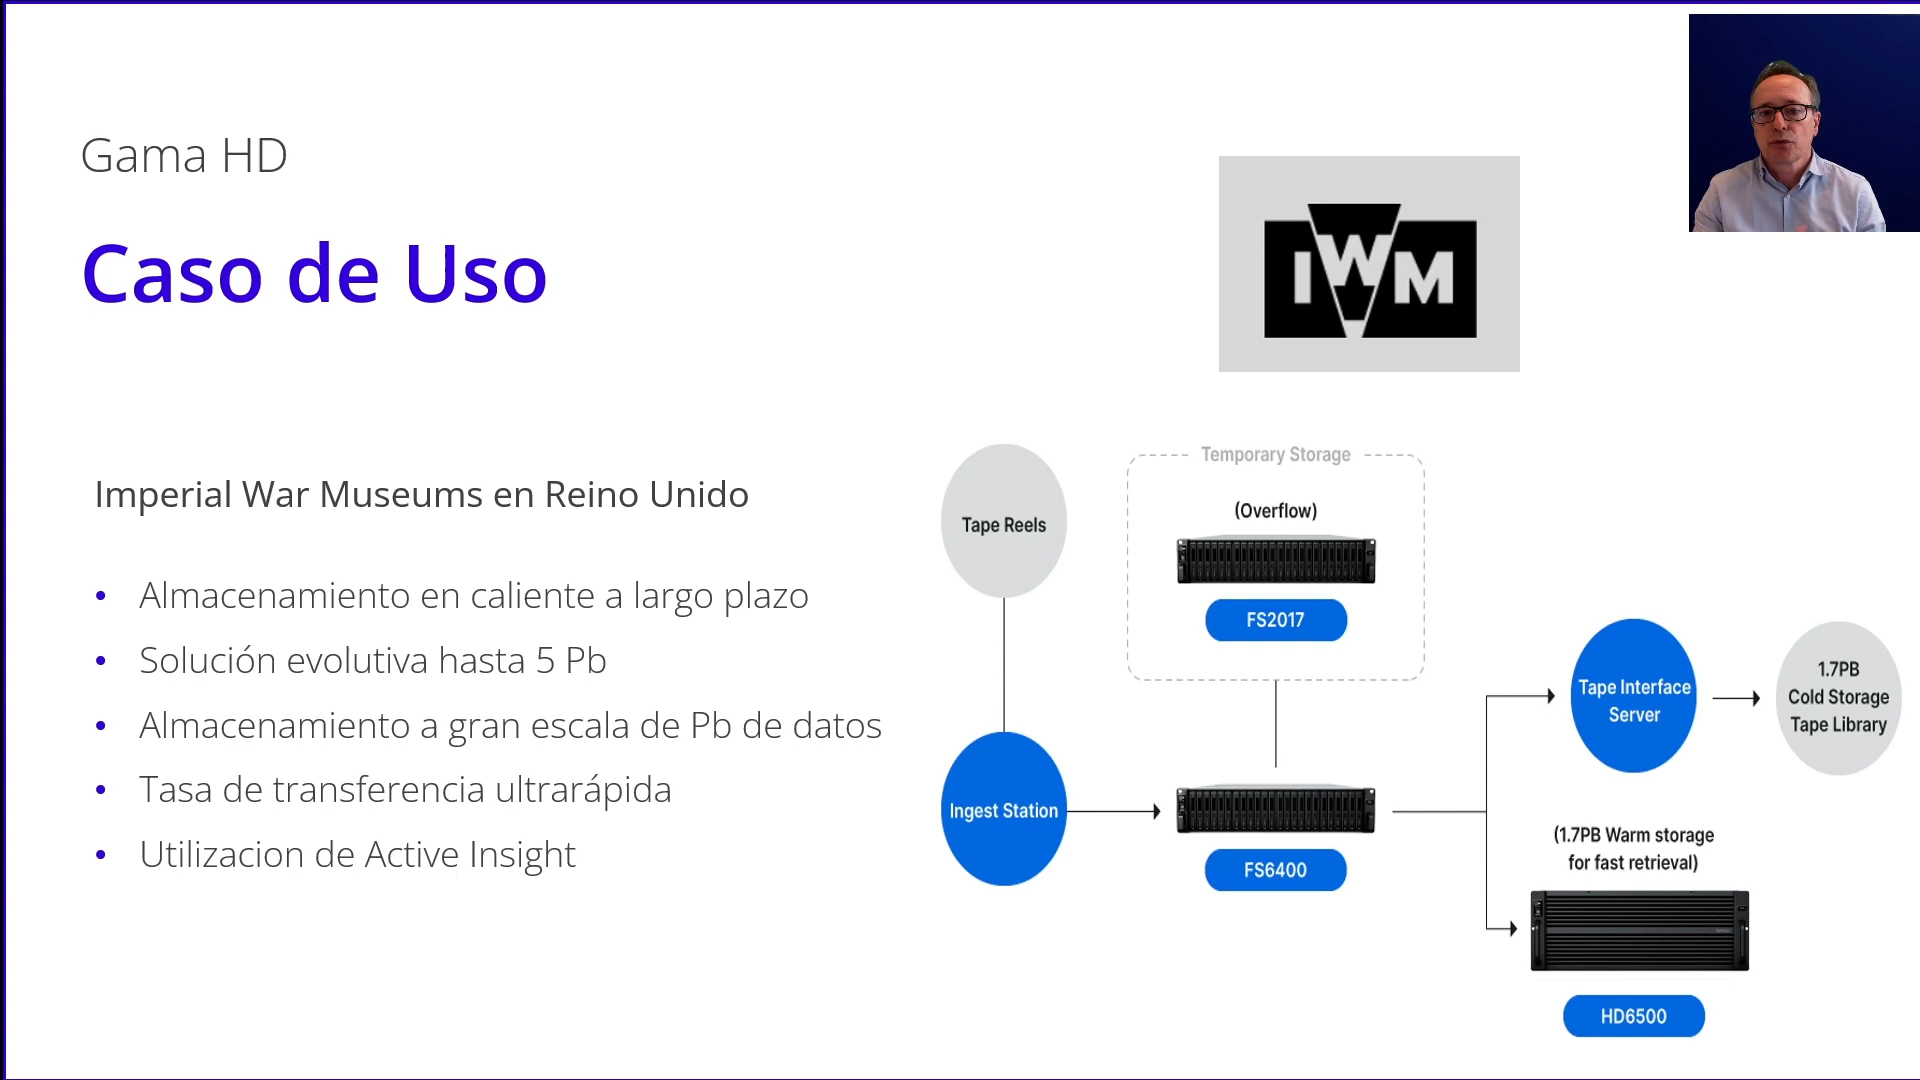 Gama HD
Caso de Uso
IWM
Imperial War Museums en Reino Unido
• Almacenamiento en caliente a largo plazo
• Solución evolutiva hasta 5 Pb
• Almacenamiento a gran escala de Pb de datos
• Tasa de transferencia ultrarápida
• Utilizacion de Active Insight
Tape Reels
Temporary Storage
(Overflow)
FS2017
Ingest Station
FS6400
Tape Interface
Server
1.7PB
Cold Storage
Tape Library
(1.7PB Warm storage
for fast retrieval)
HD6500